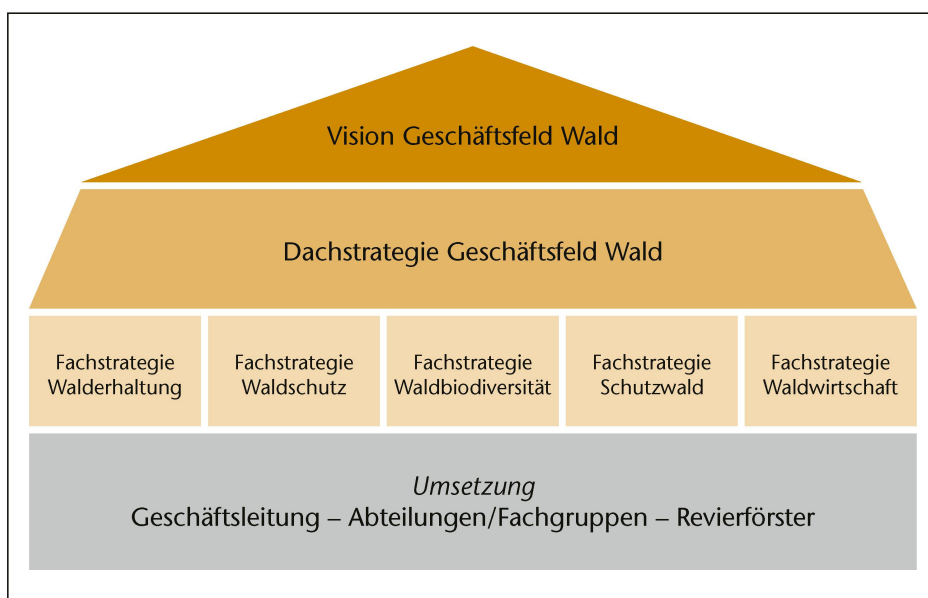 Vision Geschäftsfeld Wald
Dachstrategie Geschäftsfeld Wald
Fachstrategie
Walderhaltung
Fachstrategie
Waldschutz
Fachstrategie
Waldbiodiversität
Fachstrategie
Schutzwald
Fachstrategie
Waldwirtschaft
Umsetzung
Geschäftsleitung – Abteilungen/Fachgruppen – Revierförster